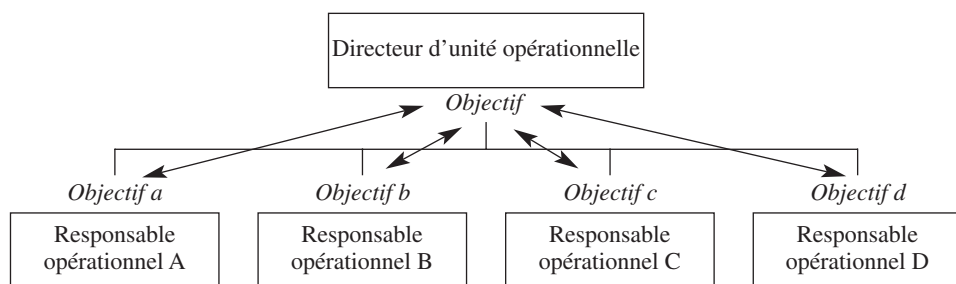 Directeur d'unité opérationnelle
Objectif
Objectif a
Objectif b
Objectif c
Objectif d
Responsable
opérationnel A
Responsable
opérationnel B
Responsable
opérationnel C
Responsable
opérationnel D